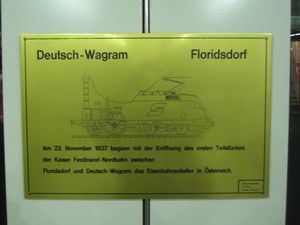 Deutsch-Wagram Floridsdorf
Am 23. November 1837 begann mit der Eröffnung des ersten Teilstückes
der Kaiser Ferdinand-Nordbahn zwischen
Floridsdorf und Deutsch-Wagram das Eisenbahnzeitalter in Österreich.